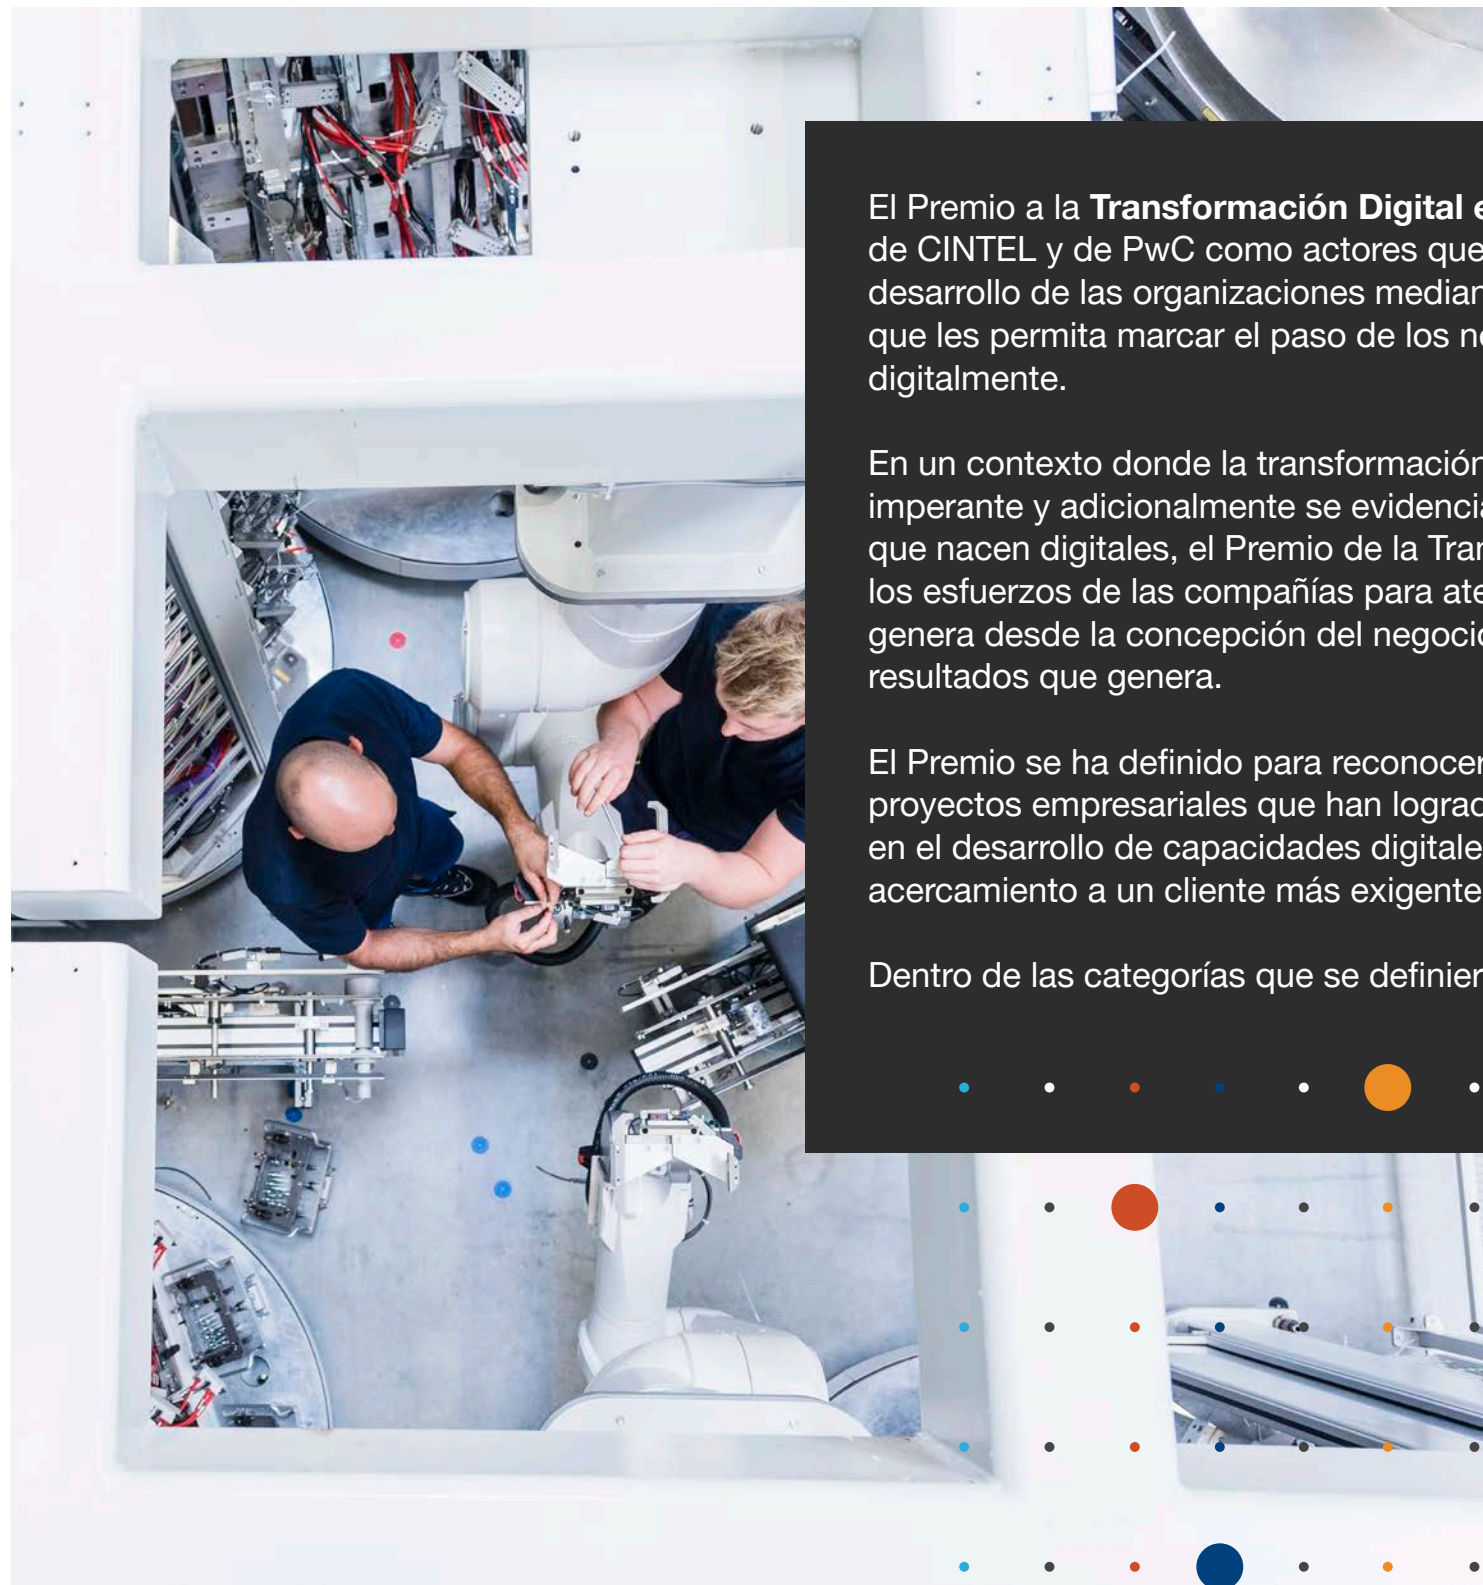 El Premio a la Transformación Digital
de CINTEL y de PwC como actores que
desarrollo de las organizaciones
que les permita marcar el paso de los
digitalmente.
En un contexto donde la transformación
imperante y adicionalmente se
que nacen digitales, el Premio de la
los esfuerzos de las compañías para
genera desde la concepción del
resultados que genera.
El Premio se ha definido para reconocer
proyectos empresariales que han
en el desarrollo de capacidades
acercamiento a un cliente más exigente
Dentro de las categorías que se